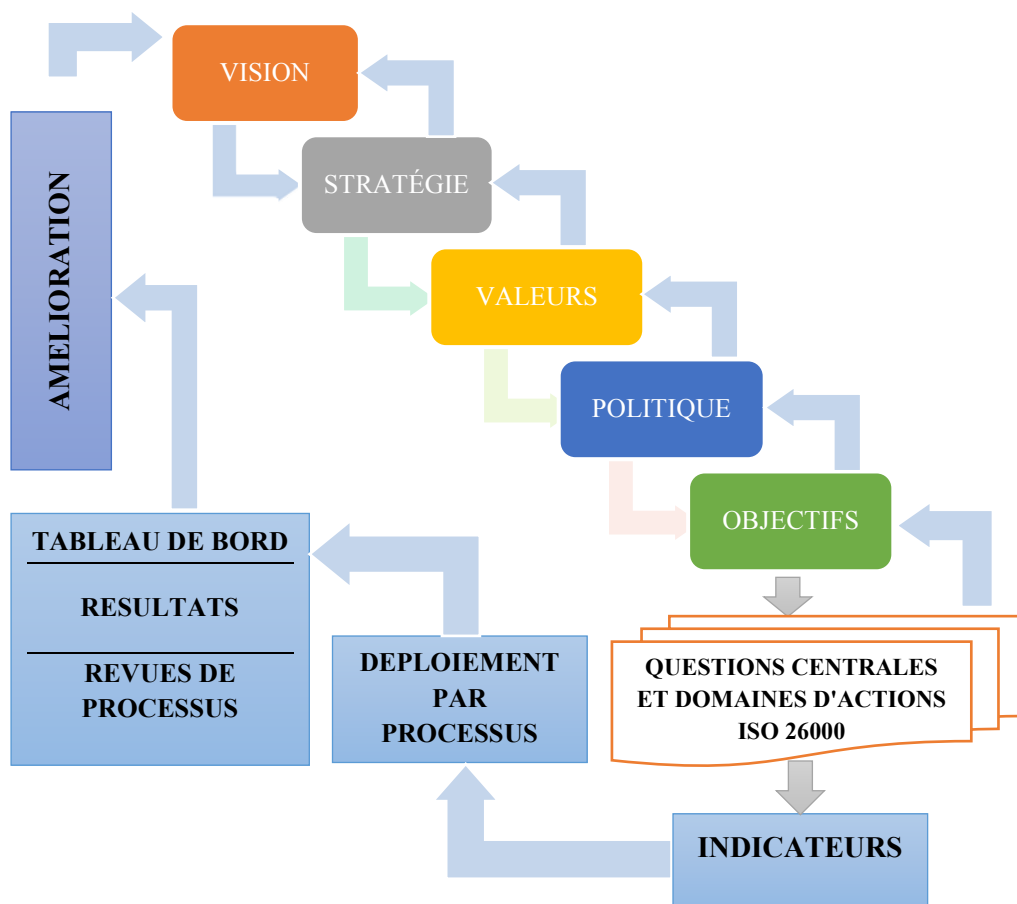 VISION
STRATÉGIE
VALEURS
POLITIQUE
OBJECTIFS
AMELIORATION
TABLEAU DE BORD
RESULTATS
REVUES DE
PROCESSUS
DEPLOIEMENT
PAR
PROCESSUS
QUESTIONS CENTRALES
ET DOMAINES D'ACTIONS
ISO 26000
INDICATEURS